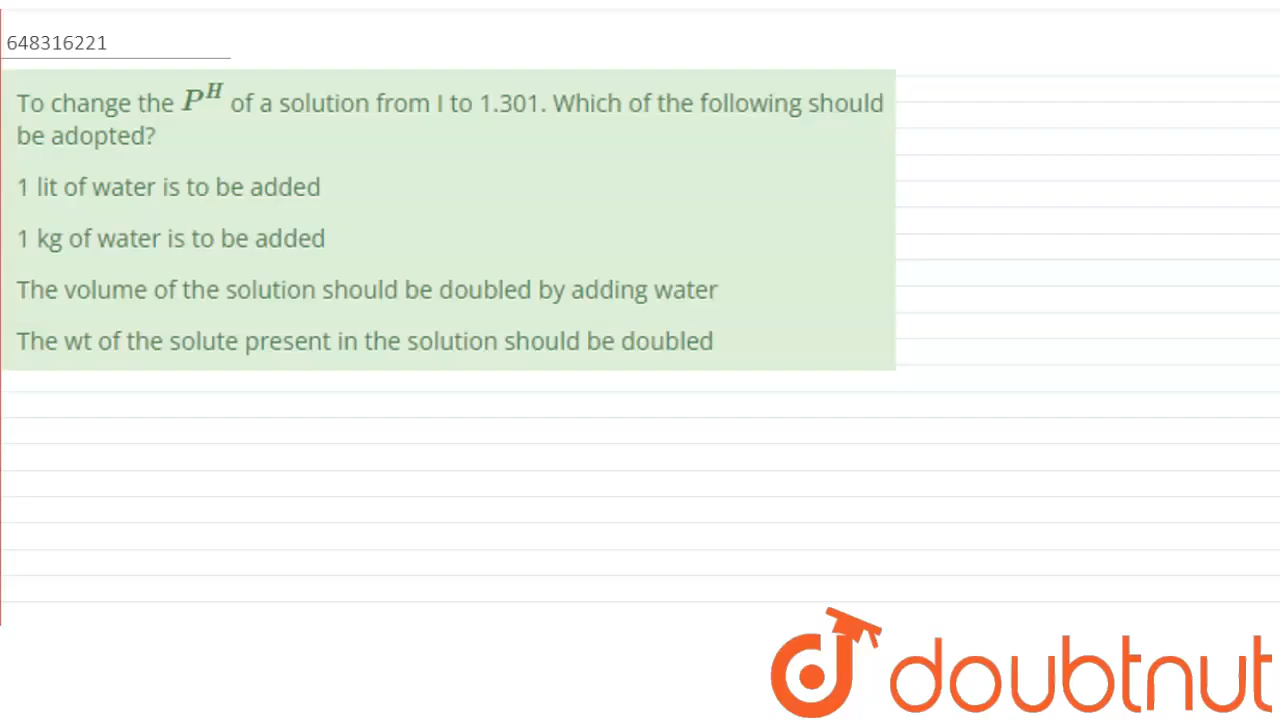 648316221
To change the P^H of a solution from I to 1.301. Which of the following should
be adopted?
1 lit of water is to be added
1 kg of water is to be added
The volume of the solution should be doubled by adding water
The wt of the solute present in the solution should be doubled
doubtnut